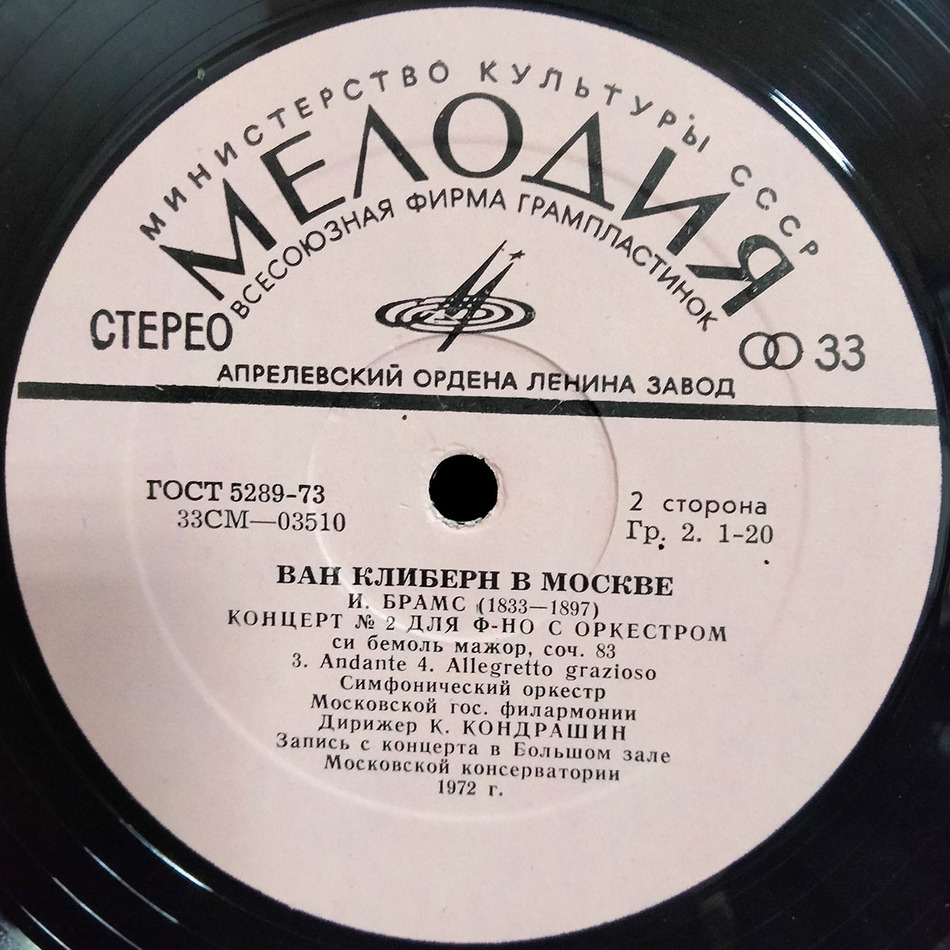 МИНИСТЕРСТВО КУЛЬТУРЫ СССР
МЕЛОДИЯ
ВСЕСОЮЗНАЯ ФИРМА ГРАМПЛАСТИНОК
СТЕРЕО
33
АПРЕЛЕВСКИЙ ОРДЕНА ЛЕНИНА ЗАВОД
ГОСТ 5289-73
33СМ—03510
2 сторона
Гр. 2. 1-20
ВАН КЛИБЕРН В МОСКВЕ
И. БРАМС (1833—1897)
КОНЦЕРТ № 2 ДЛЯ Ф-НО С ОРКЕСТРОМ
си бемоль мажор, соч. 83
3. Andante 4. Allegretto grazioso
Симфонический оркестр
Московской гос. филармонии
Дирижер К. КОНДРАШИН
Запись с концерта в Большом зале
Московской консерватории
1972 г.